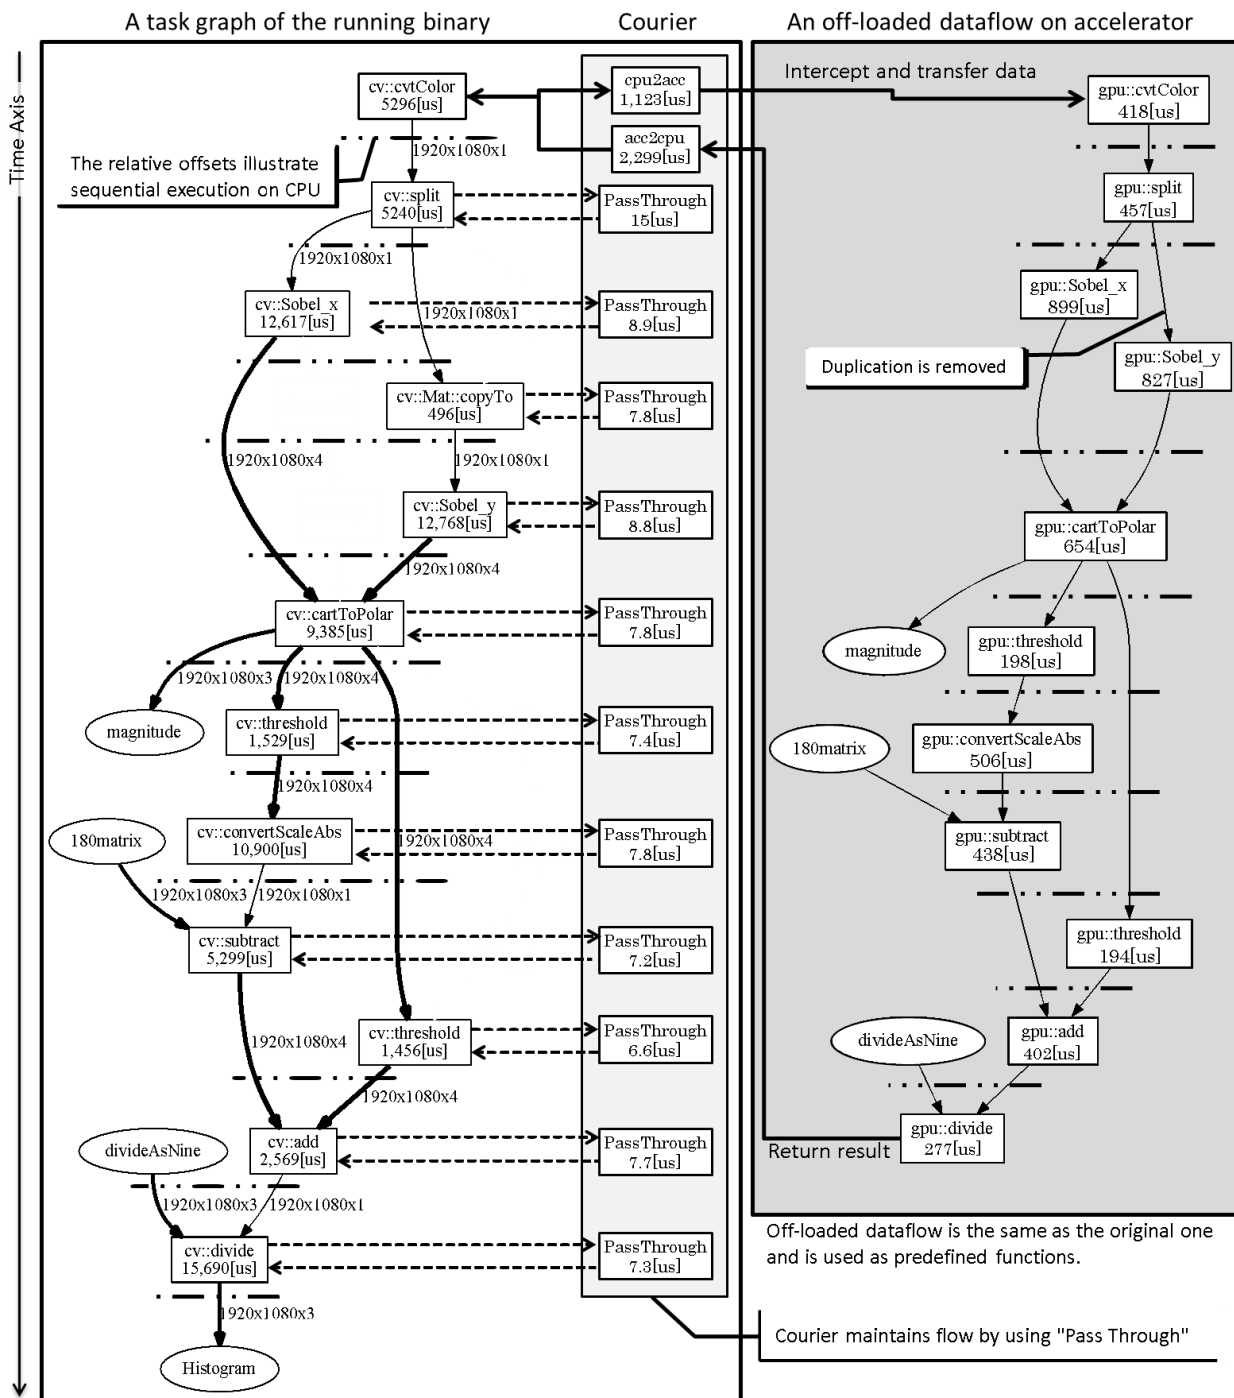 A task graph of the running binary
Courier
An off-loaded dataflow on accelerator
Time Axis
cv::cvtColor
5296[us]
cpu2acc
1,123[us]
Intercept and transfer data
gpu::cvtColor
418[us]
The relative offsets illustrate
sequential execution on CPU
1920x1080x1
acc2cpu
2,299[us]
cv::split
5240[us]
PassThrough
15[us]
gpu::split
457[us]
1920x1080x1
cv::Sobel_x
12,617[us]
1920x1080x1
PassThrough
8.9[us]
gpu::Sobel_x
899[us]
Duplication is removed
gpu::Sobel_y
827[us]
cv::Mat::copyTo
496[us]
PassThrough
7.8[us]
1920x1080x4
1920x1080x1
cv::Sobel_y
12,768[us]
PassThrough
8.8[us]
gpu::cartToPolar
654[us]
1920x1080x4
cv::cartToPolar
9,385[us]
PassThrough
7.8[us]
magnitude
gpu::threshold
198[us]
1920x1080x3
1920x1080x4
magnitude
cv::threshold
1,529[us]
PassThrough
7.4[us]
180matrix
gpu::convertScaleAbs
506[us]
1920x1080x4
180matrix
cv::convertScaleAbs
10,900[us]
1920x1080x4
PassThrough
7.8[us]
gpu::subtract
438[us]
1920x1080x3
1920x1080x1
cv::subtract
5,299[us]
PassThrough
7.2[us]
gpu::threshold
194[us]
1920x1080x4
cv::threshold
1,456[us]
PassThrough
6.6[us]
divideAsNine
gpu::add
402[us]
1920x1080x4
divideAsNine
cv::add
2,569[us]
PassThrough
7.7[us]
Return result
gpu::divide
277[us]
1920x1080x3
1920x1080x1
cv::divide
15,690[us]
PassThrough
7.3[us]
Off-loaded dataflow is the same as the original one
and is used as predefined functions.
1920x1080x3
Courier maintains flow by using "Pass Through"
Histogram